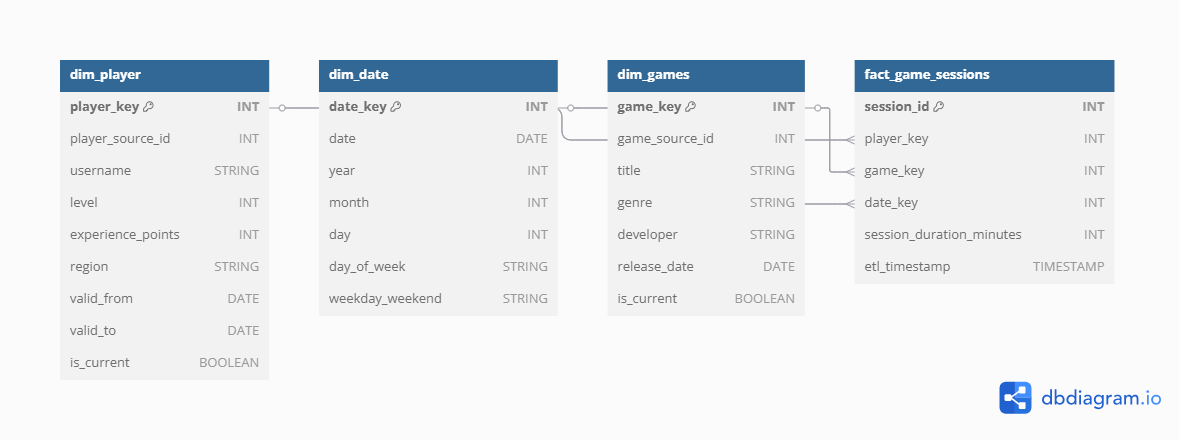 dim_player
player_key INT
player_source_id INT
username STRING
level INT
experience_points INT
region STRING
valid_from DATE
valid_to DATE
is_current BOOLEAN
dim_date
date_key INT
date DATE
year INT
month INT
day INT
day_of_week STRING
weekday_weekend STRING
dim_games
game_key INT
game_source_id INT
title STRING
genre STRING
developer STRING
release_date DATE
is_current BOOLEAN
fact_game_sessions
session_id INT
player_key INT
game_key INT
date_key INT
session_duration_minutes INT
etl_timestamp TIMESTAMP
dbdiagram.io